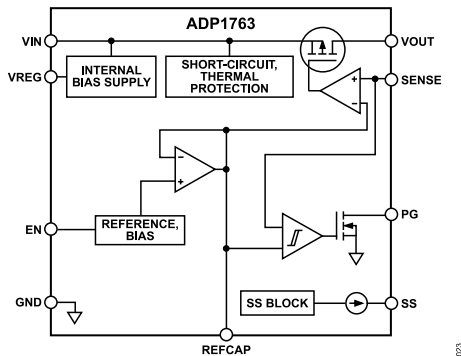 ADP1763
VIN
VOUT
VREG
INTERNAL
BIAS SUPPLY
SHORT-CIRCUIT,
THERMAL
PROTECTION
+
SENSE
−
−
+
EN
REFERENCE,
BIAS
PG
GND
SS BLOCK
SS
REFCAP
023